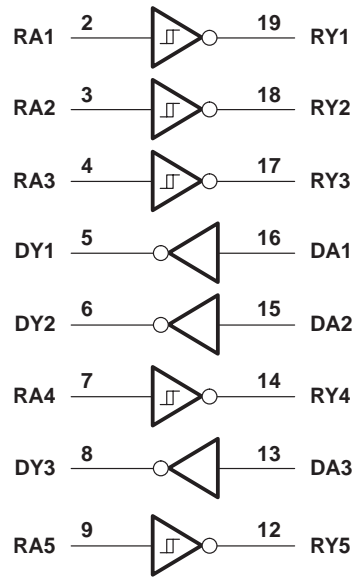 RA1 2 19 RY1
RA2 3 18 RY2
RA3 4 17 RY3
DY1 5 16 DA1
DY2 6 15 DA2
RA4 7 14 RY4
DY3 8 13 DA3
RA5 9 12 RY5